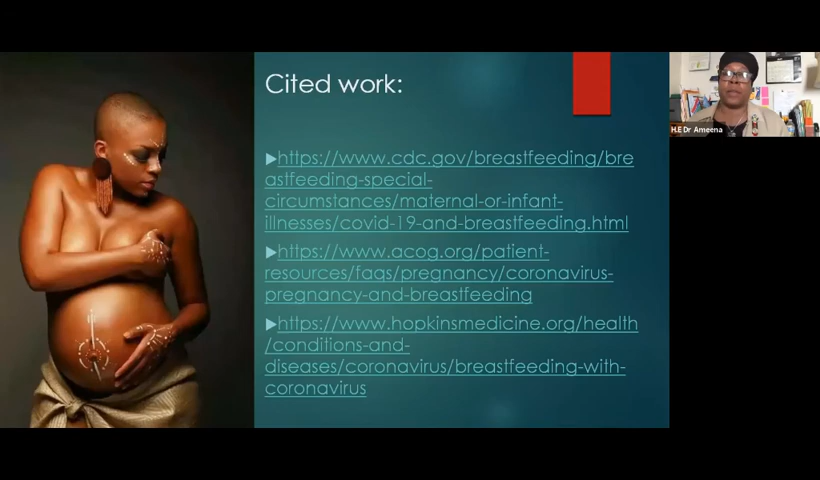 Cited work:
https://www.cdc.gov/breastfeeding/bre
astfeeding-special-
circumstances/maternal-or-infant-
illnesses/covid-19-and-breastfeeding.html
https://www.acog.org/patient-
resources/faqs/pregnancy/coronavirus-
pregnancy-and-breastfeeding
https://www.hopkinsmedicine.org/health
/conditions-and-
diseases/coronavirus/breastfeeding-with-
coronavirus
H.E Dr Ameena